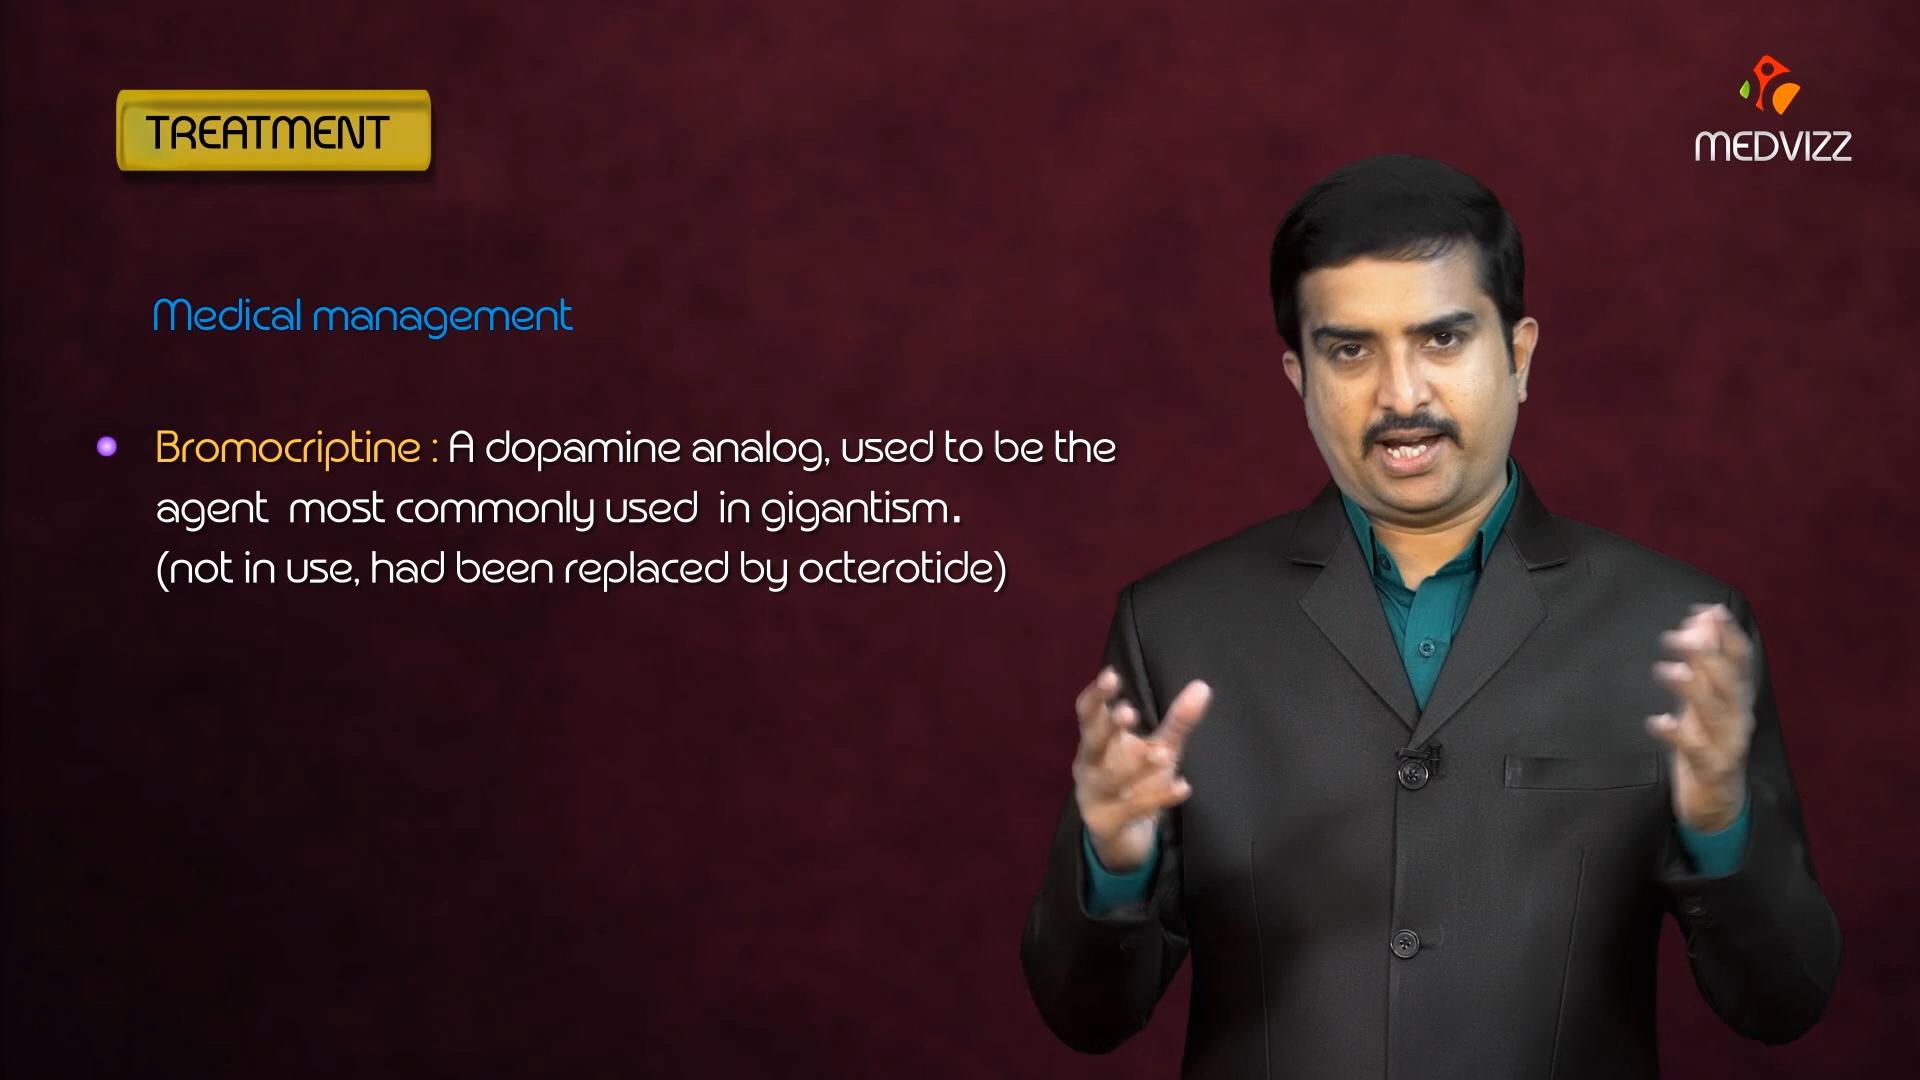 TREATMENT
MEDVIZZ
Medical management
Bromocriptine : A dopamine analog, used to be the
agent most commonly used in gigantism.
(not in use, had been replaced by octerotide)